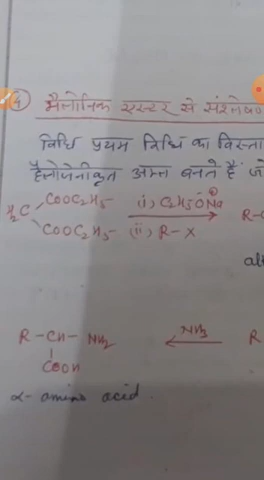 ④ मैलोनिक एस्टर से संश्लेषण
विधि प्रथम विधि का
हैलोजेनीकृत अम्ल बनते हैं जो
COOC₂H₅ (i) C₂H₅ONa
H₂C R-
COOC₂H₅ (ii) R-X
R-CH-NH₂ NH₃ R
COOH
α-amino acid.